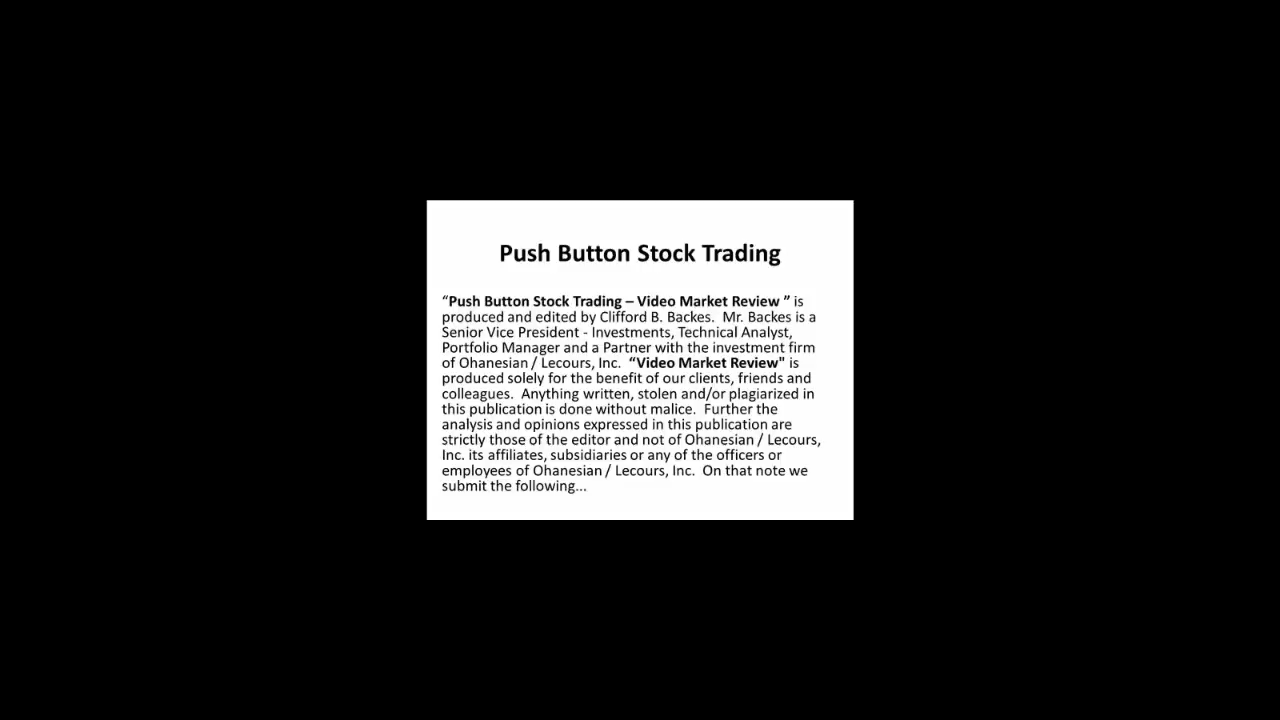 Push Button Stock Trading
“Push Button Stock Trading – Video Market Review ” is
produced and edited by Clifford B. Backes.  Mr. Backes is a
Senior Vice President - Investments, Technical Analyst,
Portfolio Manager and a Partner with the investment firm
of Ohanesian / Lecours, Inc.  “Video Market Review" is
produced solely for the benefit of our clients, friends and
colleagues.  Anything written, stolen and/or plagiarized in
this publication is done without malice.  Further the
analysis and opinions expressed in this publication are
strictly those of the editor and not of Ohanesian / Lecours,
Inc. its affiliates, subsidiaries or any of the officers or
employees of Ohanesian / Lecours, Inc.  On that note we
submit the following...